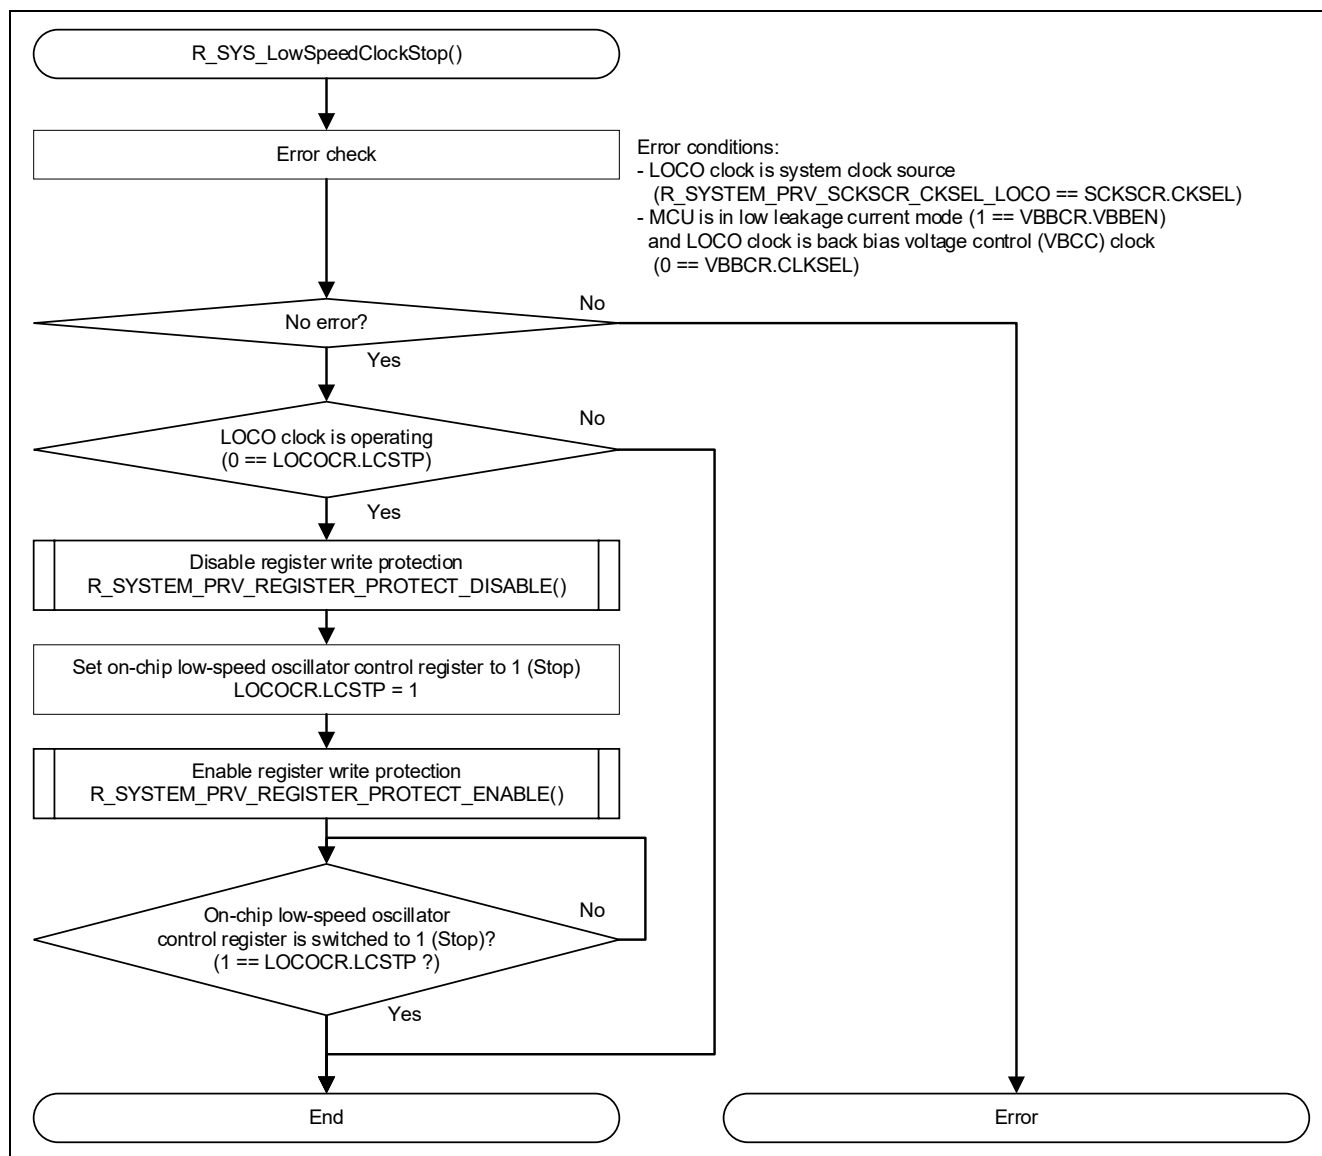 R_SYS_LowSpeedClockStop()
Error check
Error conditions:
- LOCO clock is system clock source
(R_SYSTEM_PRV_SCKSCR_CKSEL_LOCO == SCKSCR.CKSEL)
- MCU is in low leakage current mode (1 == VBBCR.VBBEN)
and LOCO clock is back bias voltage control (VBCC) clock
(0 == VBBCR.CLKSEL)
No error?
No
Yes
LOCO clock is operating
(0 == LOCOCR.LCSTP)
No
Yes
Disable register write protection
R_SYSTEM_PRV_REGISTER_PROTECT_DISABLE()
Set on-chip low-speed oscillator control register to 1 (Stop)
LOCOCR.LCSTP = 1
Enable register write protection
R_SYSTEM_PRV_REGISTER_PROTECT_ENABLE()
On-chip low-speed oscillator
control register is switched to 1 (Stop)?
(1 == LOCOCR.LCSTP ?)
No
Yes
End
Error